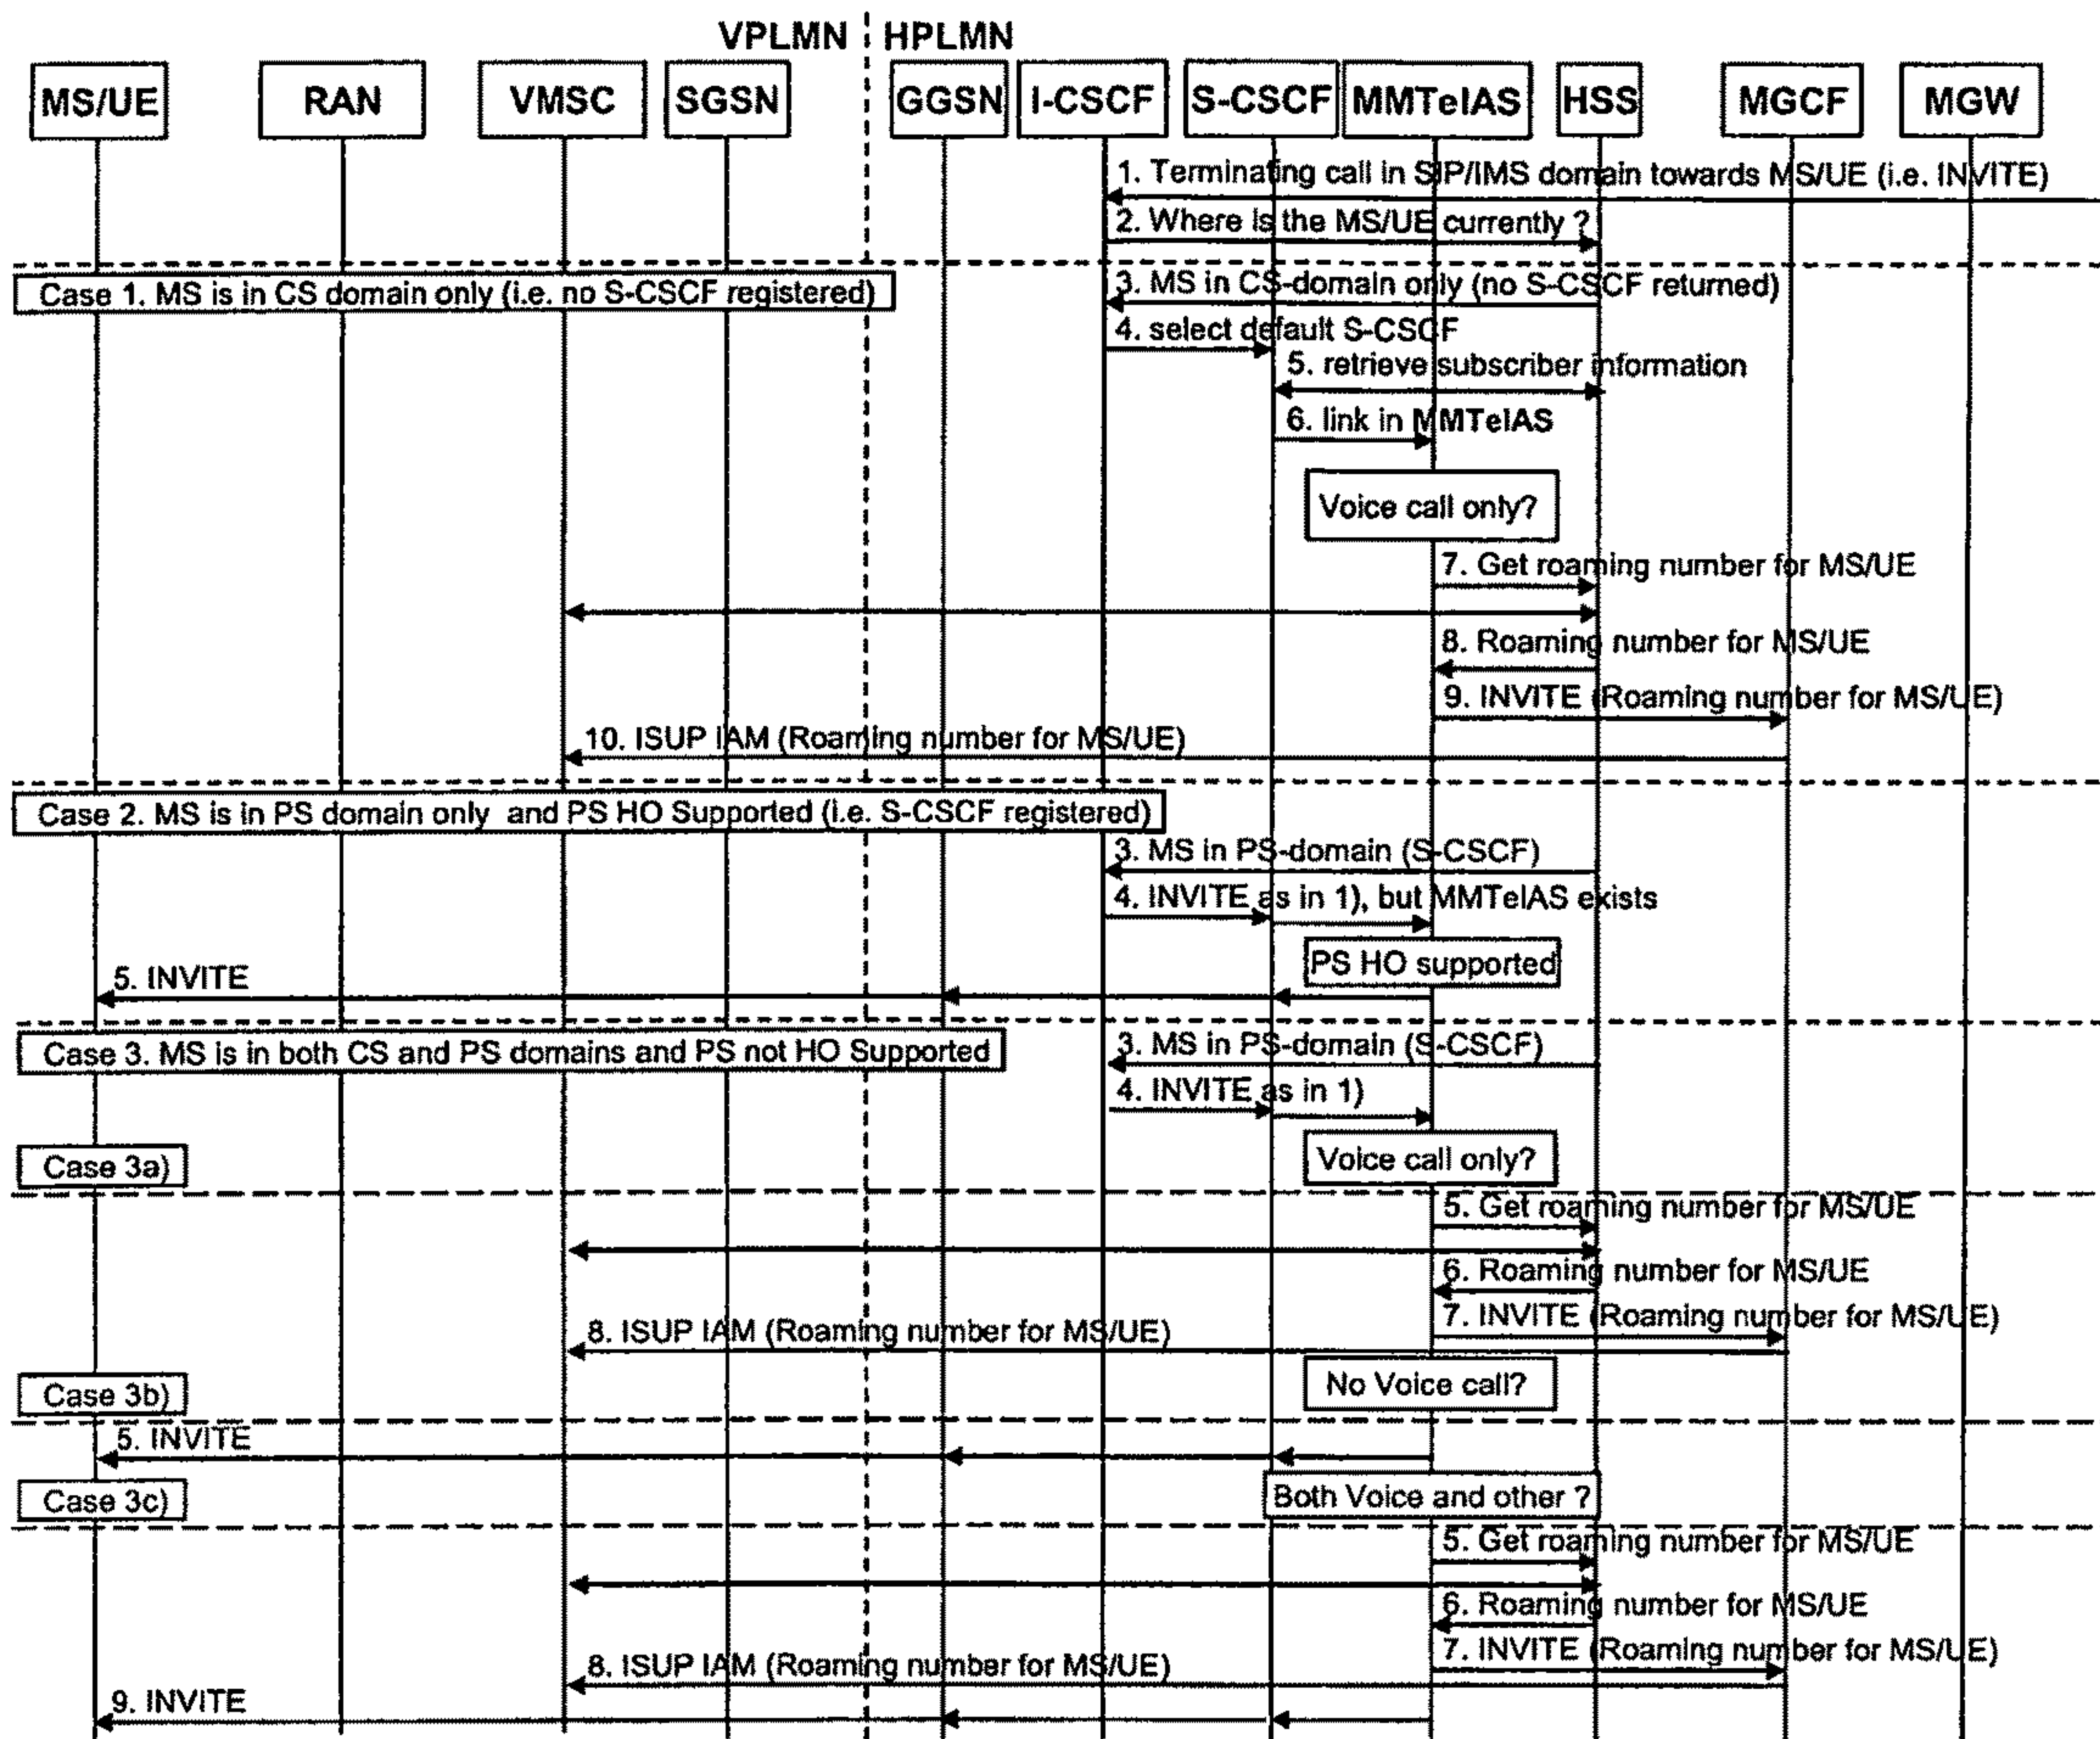 VPLMN HPLMN
MS/UE RAN VMSC SGSN GGSN I-CSCF S-CSCF MMTelAS HSS MGCF MGW
1. Terminating call in SIP/IMS domain towards MS/UE (i.e. INVITE)
2. Where is the MS/UE currently ?
Case 1. MS is in CS domain only (i.e. no S-CSCF registered)
3. MS in CS-domain only (no S-CSCF returned)
4. select default S-CSCF
5. retrieve subscriber information
6. link in MMTelAS
Voice call only?
7. Get roaming number for MS/UE
8. Roaming number for MS/UE
9. INVITE (Roaming number for MS/UE)
10. ISUP IAM (Roaming number for MS/UE)
Case 2. MS is in PS domain only and PS HO Supported (i.e. S-CSCF registered)
3. MS in PS-domain (S-CSCF)
4. INVITE as in 1), but MMTelAS exists
PS HO supported
5. INVITE
Case 3. MS is in both CS and PS domains and PS not HO Supported
3. MS in PS-domain (S-CSCF)
4. INVITE as in 1)
Case 3a)
Voice call only?
5. Get roaming number for MS/UE
6. Roaming number for MS/UE
7. INVITE (Roaming number for MS/UE)
8. ISUP IAM (Roaming number for MS/UE)
Case 3b)
No Voice call?
5. INVITE
Case 3c)
Both Voice and other ?
5. Get roaming number for MS/UE
6. Roaming number for MS/UE
7. INVITE (Roaming number for MS/UE)
8. ISUP IAM (Roaming number for MS/UE)
9. INVITE